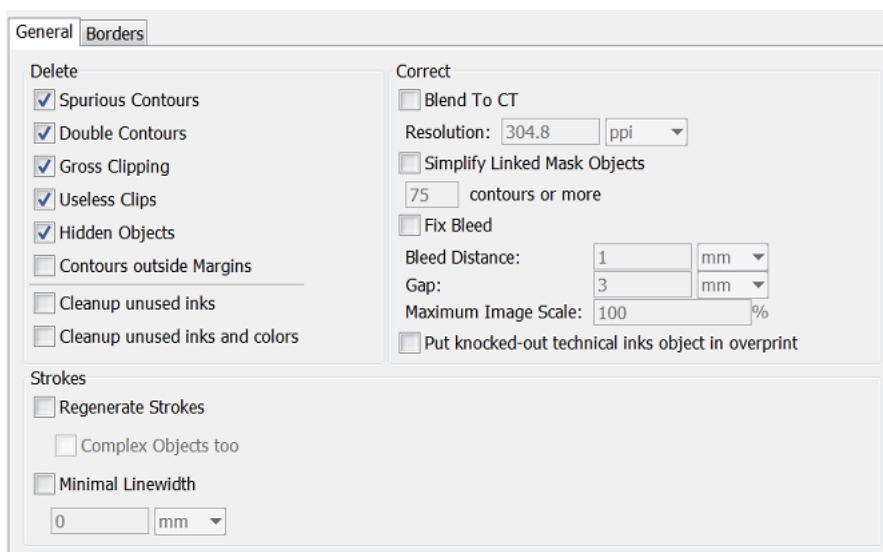 General Borders
Delete
Spurious Contours
Double Contours
Gross Clipping
Useless Clips
Hidden Objects
Contours outside Margins
Cleanup unused inks
Cleanup unused inks and colors
Correct
Blend To CT
Resolution: 304.8 ppi
Simplify Linked Mask Objects
75 contours or more
Fix Bleed
Bleed Distance: 1 mm
Gap: 3 mm
Maximum Image Scale: 100 %
Put knocked-out technical inks object in overprint
Strokes
Regenerate Strokes
Complex Objects too
Minimal Linewidth
0 mm